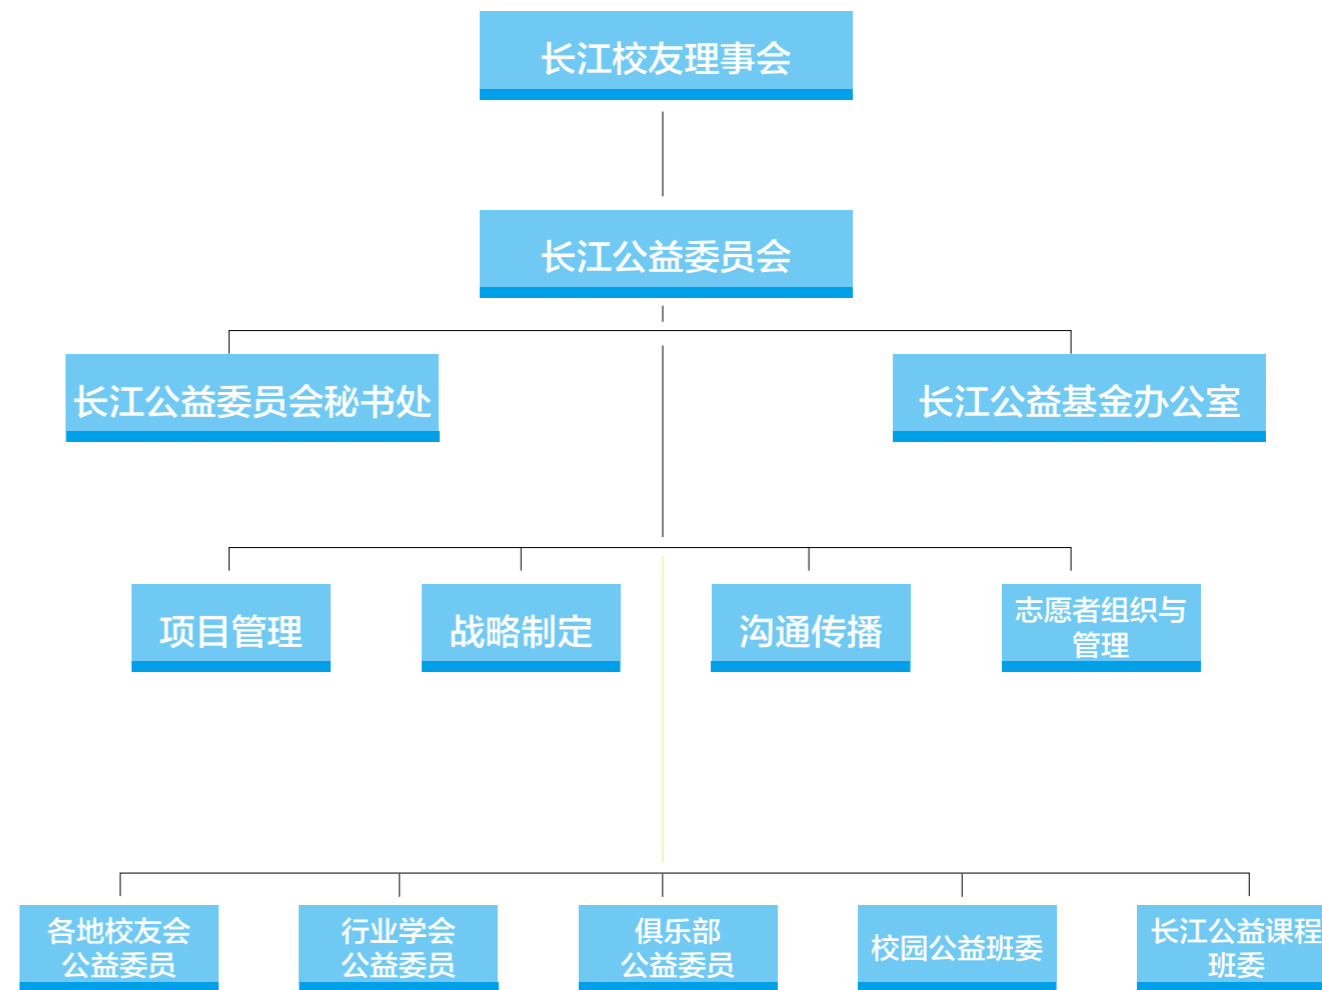 长江校友理事会
长江公益委员会
长江公益委员会秘书处
长江公益基金办公室
项目管理
战略制定
沟通传播
志愿者组织与
管理
各地校友会
公益委员
行业学会
公益委员
俱乐部
公益委员
校园公益班委
长江公益课程
班委